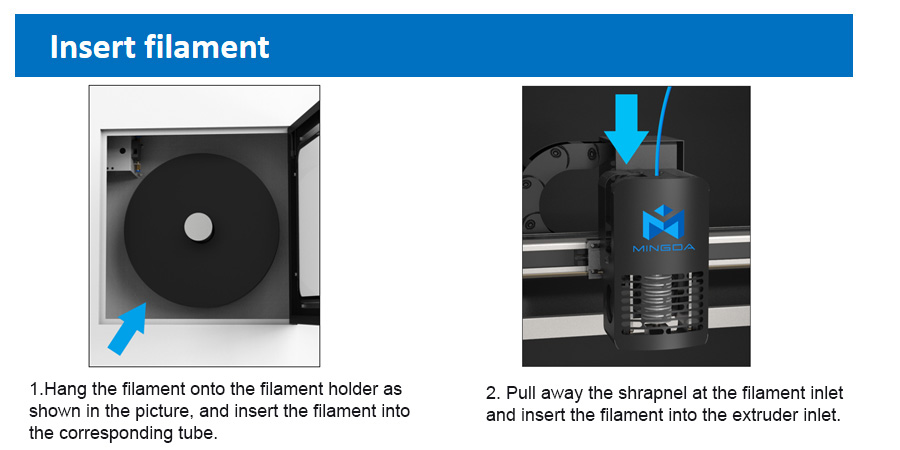 Insert filament
MINGDA
1.Hang the filament onto the filament holder as
shown in the picture, and insert the filament into
the corresponding tube.
2. Pull away the shrapnel at the filament inlet
and insert the filament into the extruder inlet.